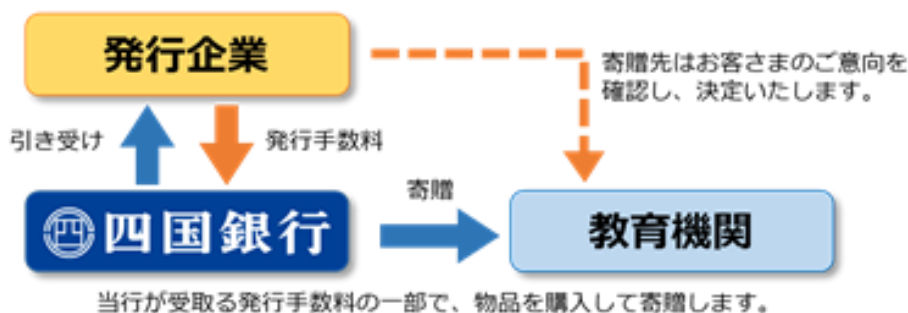 発行企業
寄贈先はお客さまのご意向を
確認し、決定いたします。
引き受け
発行手数料
四国銀行
寄贈
教育機関
当行が受取る発行手数料の一部で、物品を購入して寄贈します。